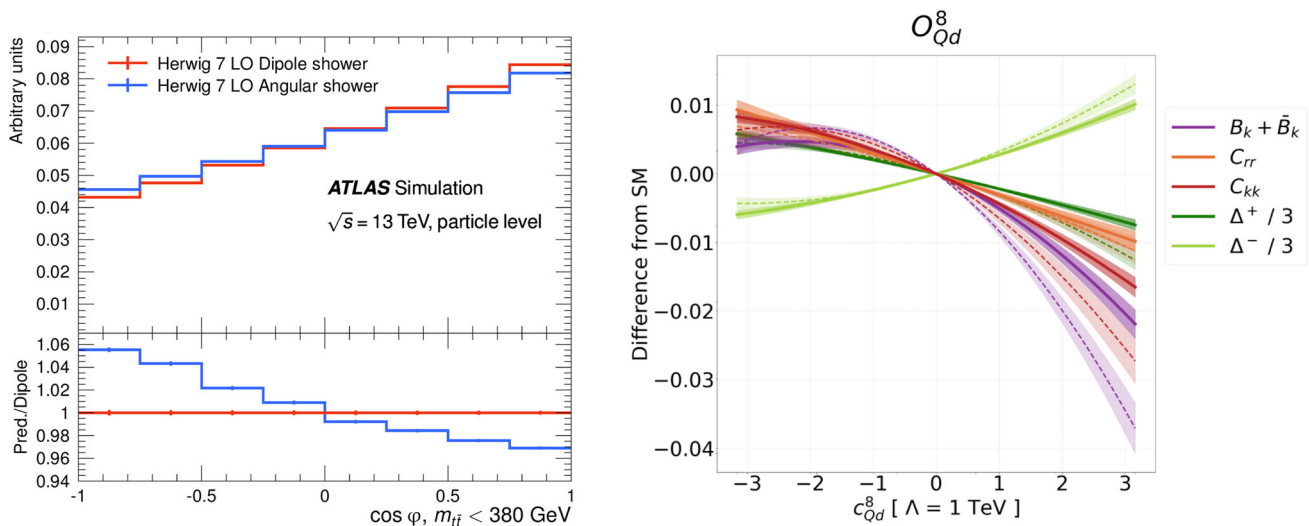 Arbitrary units
0.09
0.08
0.07
0.06
0.05
0.04
0.03
0.02
0.01
Herwig 7 LO Dipole shower
Herwig 7 LO Angular shower
ATLAS Simulation
√s = 13 TeV, particle level
Pred./Dipole
1.06
1.04
1.02
1
0.98
0.96
0.94
-1 -0.5 0 0.5 1
cos φ, m_{tt̄} < 380 GeV
O^8_{Qd}
Difference from SM
0.01
0.00
−0.01
−0.02
−0.03
−0.04
−3 −2 −1 0 1 2 3
c^8_{Qd} [ Λ = 1 TeV ]
B_k + B̄_k
C_{rr}
C_{kk}
Δ^+ / 3
Δ^− / 3